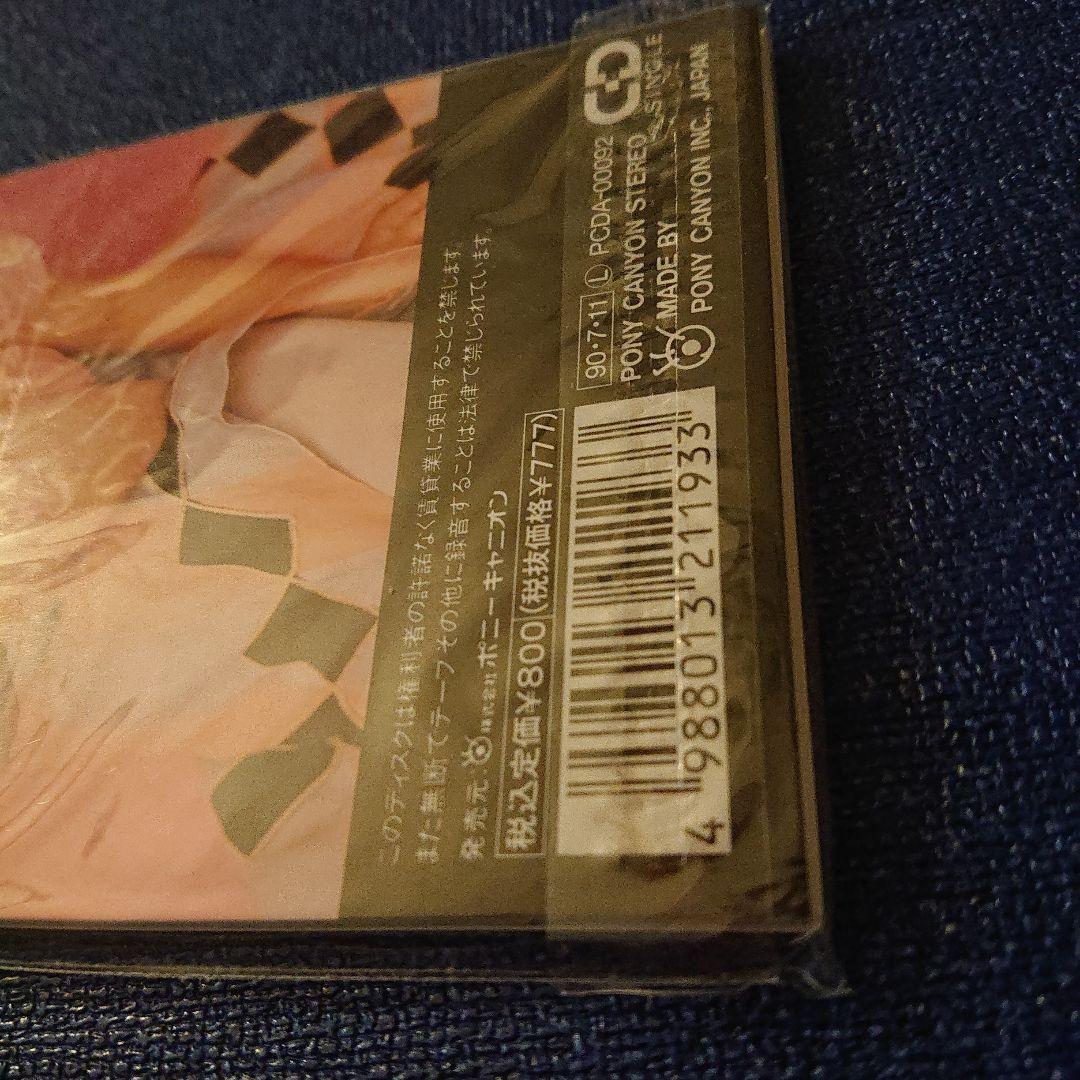 このディスクは権利者の許諾なく賃貸業に使用することを禁じます。
また無断でテープその他に録音することは法律で禁じられています。
発売元: 株式会社 ポニーキャニオン
税込定価¥800(税抜価格¥777)
4 988013 211933
90・7・11 Ⓛ PCDA-00092
PONY CANYON STEREO
MADE BY
PONY CANYON INC., JAPAN
CD
SINGLE